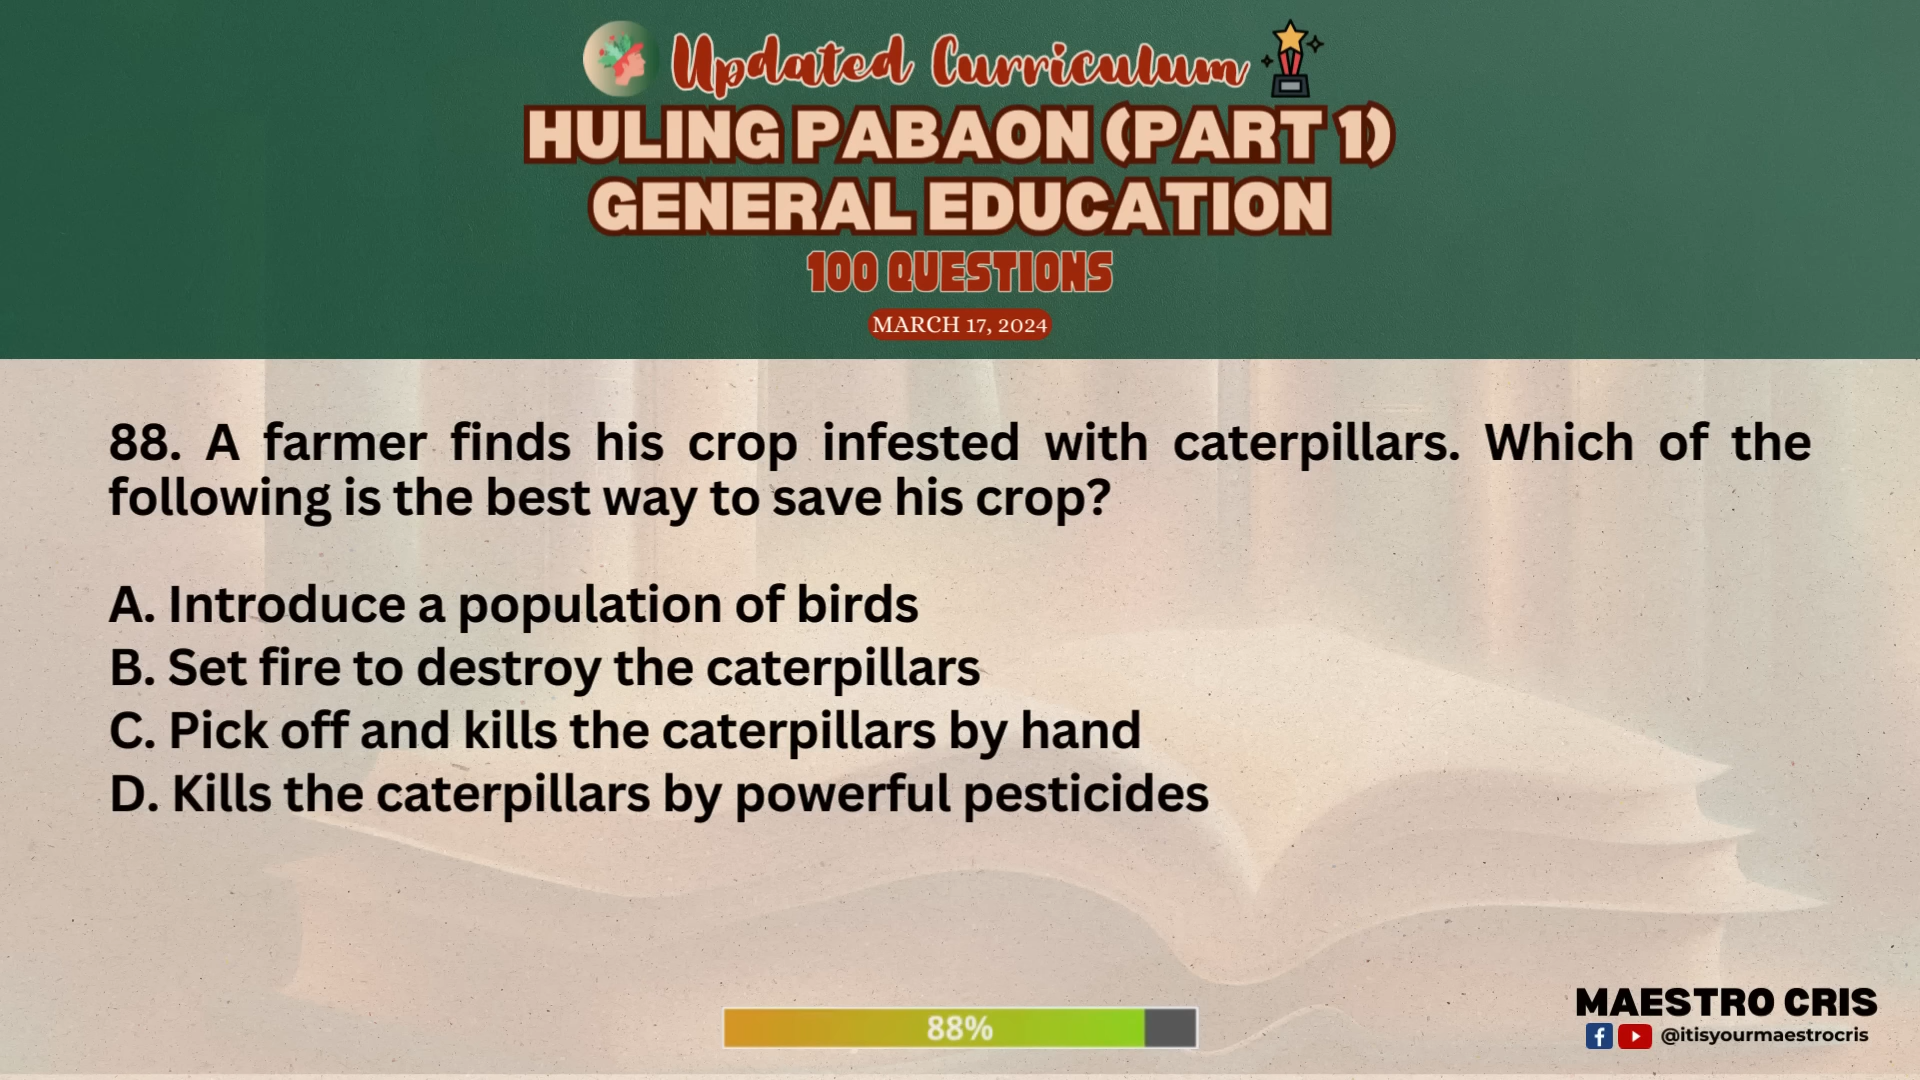 Updated Curriculum
HULING PABAON (PART 1)
GENERAL EDUCATION
100 QUESTIONS
MARCH 17, 2024
88. A farmer finds his crop infested with caterpillars. Which of the
following is the best way to save his crop?
A. Introduce a population of birds
B. Set fire to destroy the caterpillars
C. Pick off and kills the caterpillars by hand
D. Kills the caterpillars by powerful pesticides
88%
MAESTRO CRIS
@itisyourmaestrocris